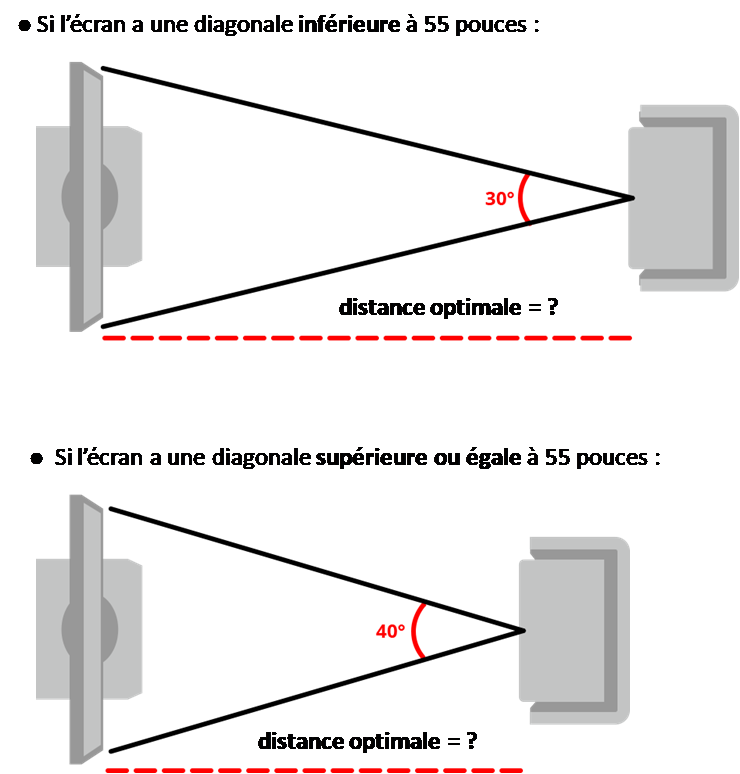 ● Si l'écran a une diagonale inférieure à 55 pouces :
30°
distance optimale = ?
● Si l'écran a une diagonale supérieure ou égale à 55 pouces :
40°
distance optimale = ?